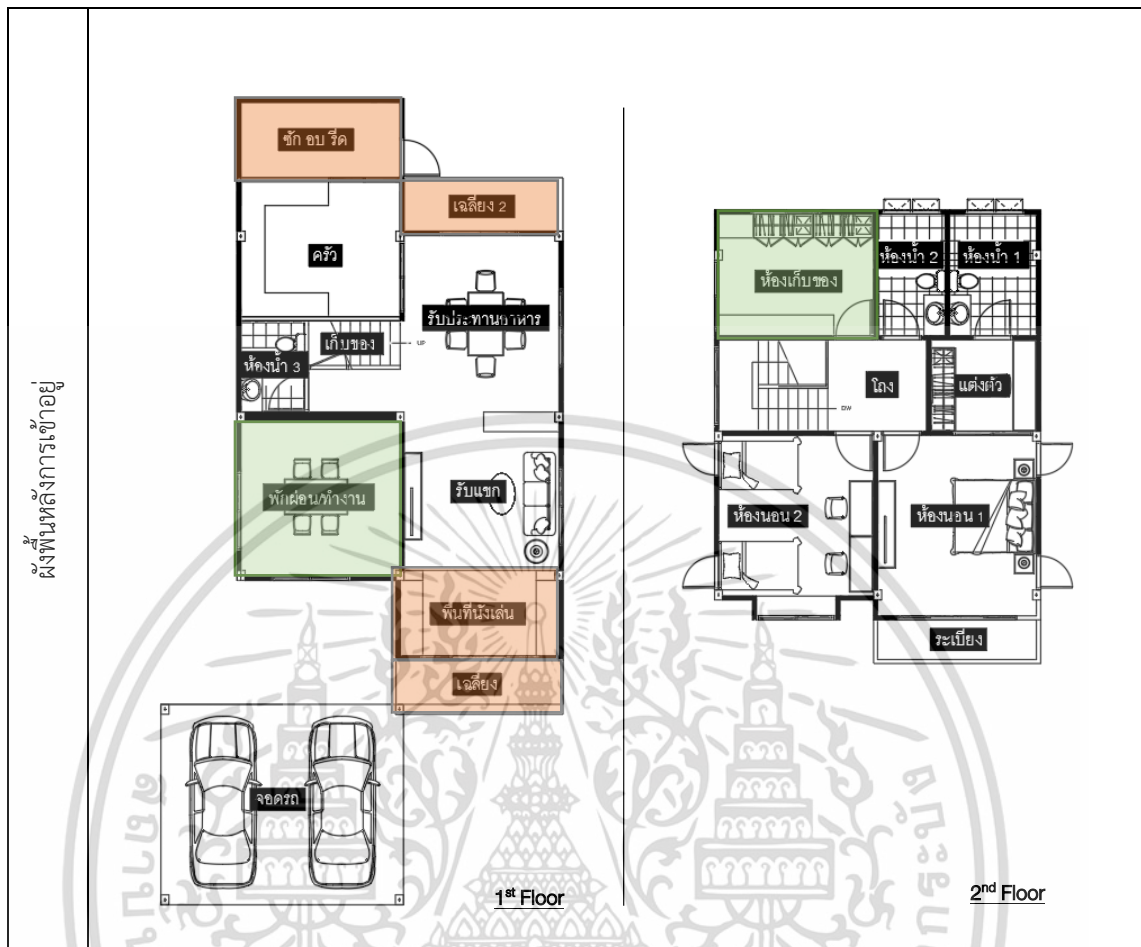 ผังพื้นหลังการเข้าอยู่
ซัก อบ รีด
เฉลียง 2
ครัว
รับประทานอาหาร
เก็บของ
UP
ห้องน้ำ 3
พักผ่อน/ทำงาน
รับแขก
พื้นที่นั่งเล่น
เฉลียง
จอดรถ
1st Floor
ห้องน้ำ 2
ห้องน้ำ 1
ห้องเก็บของ
โถง
แต่งตัว
DW
ห้องนอน 2
ห้องนอน 1
ระเบียง
2nd Floor